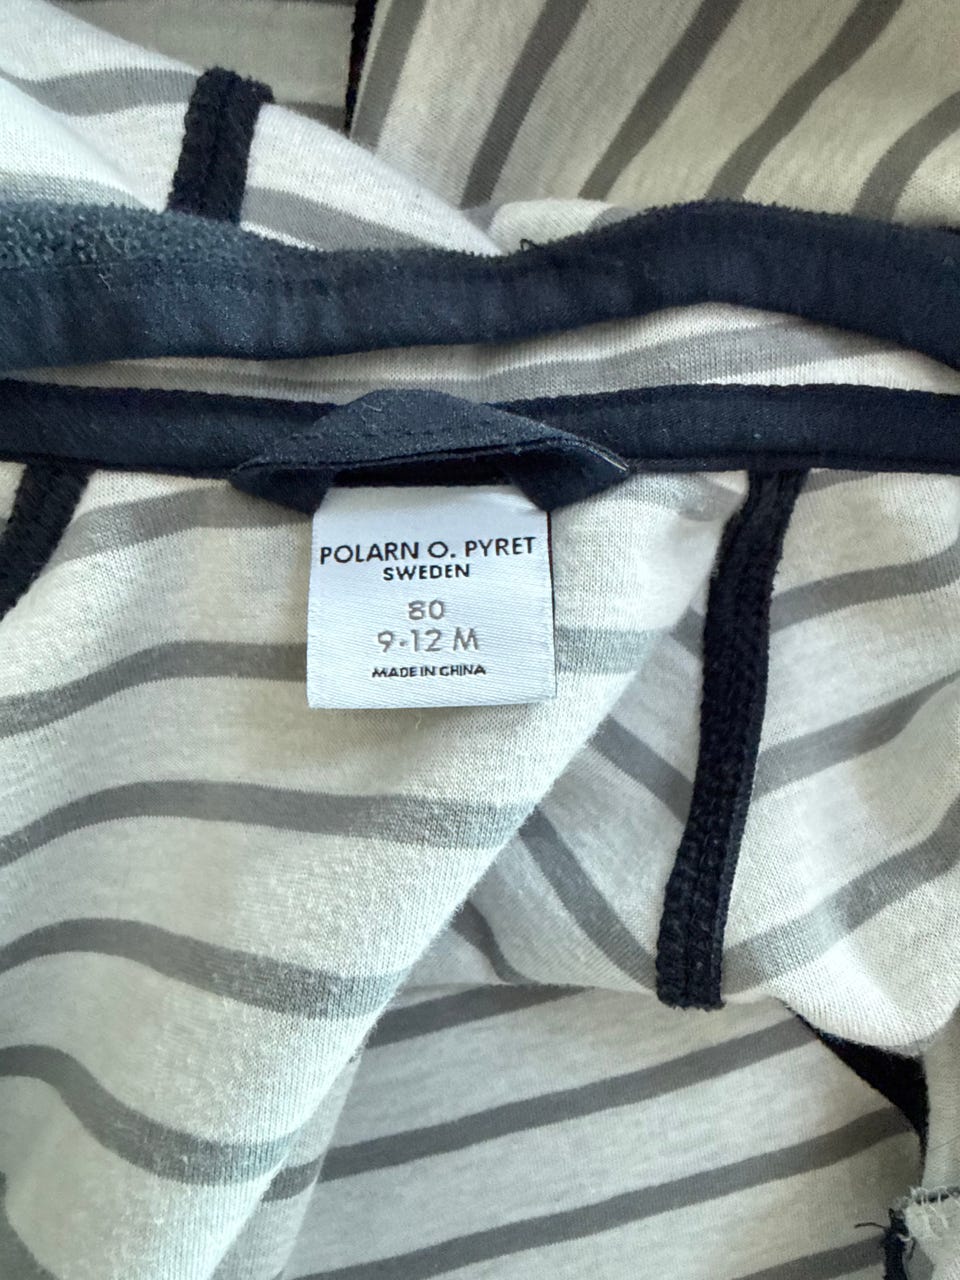 POLARN O. PYRET
SWEDEN
80
9-12 M
MADE IN CHINA